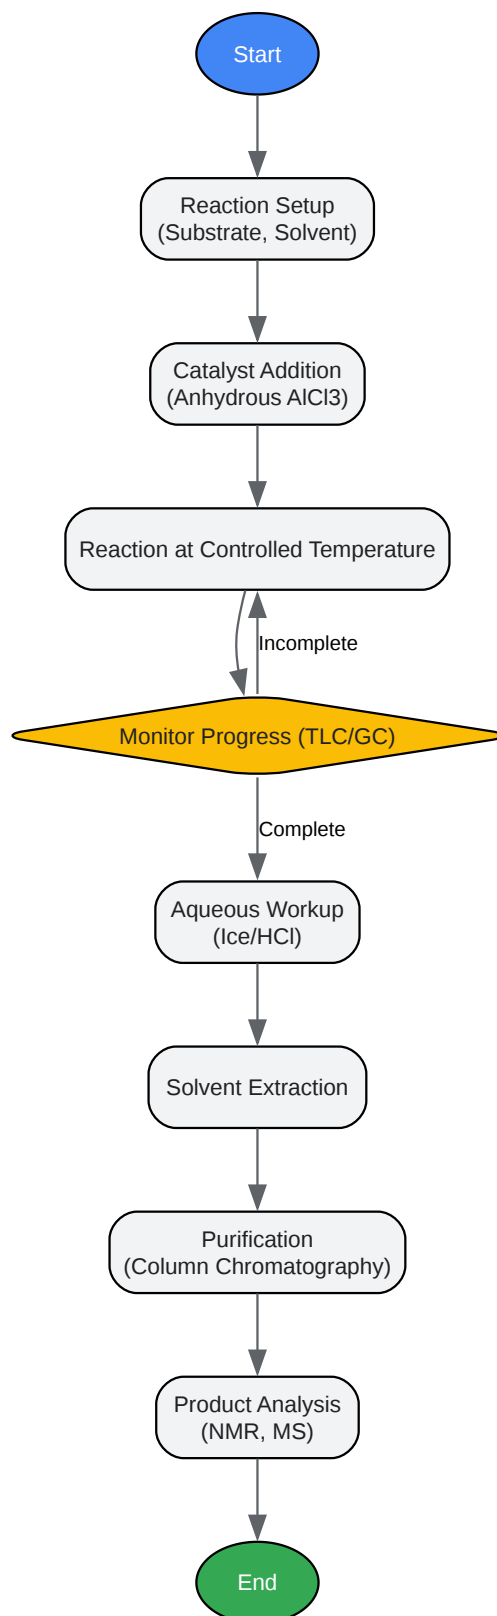 Start
Reaction Setup
(Substrate, Solvent)
Catalyst Addition
(Anhydrous AlCl3)
Reaction at Controlled Temperature
Incomplete
Monitor Progress (TLC/GC)
Complete
Aqueous Workup
(Ice/HCl)
Solvent Extraction
Purification
(Column Chromatography)
Product Analysis
(NMR, MS)
End